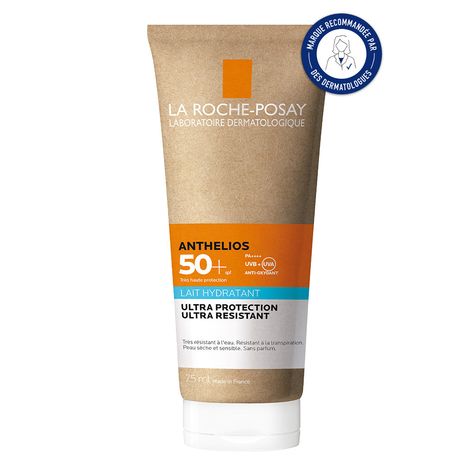 MARQUE RECOMMANDÉE PAR
DES DERMATOLOGUES
LA ROCHE-POSAY
LABORATOIRE DERMATOLOGIQUE
ANTHELIOS
50+ spf
Très haute protection
PA++++
UVB + UVA
ANTI-OXYDANT
LAIT HYDRATANT
ULTRA PROTECTION
ULTRA RESISTANT
Très résistant à l'eau. Résistant à la transpiration.
Peau sèche et sensible. Sans parfum.
75 mL Made in France